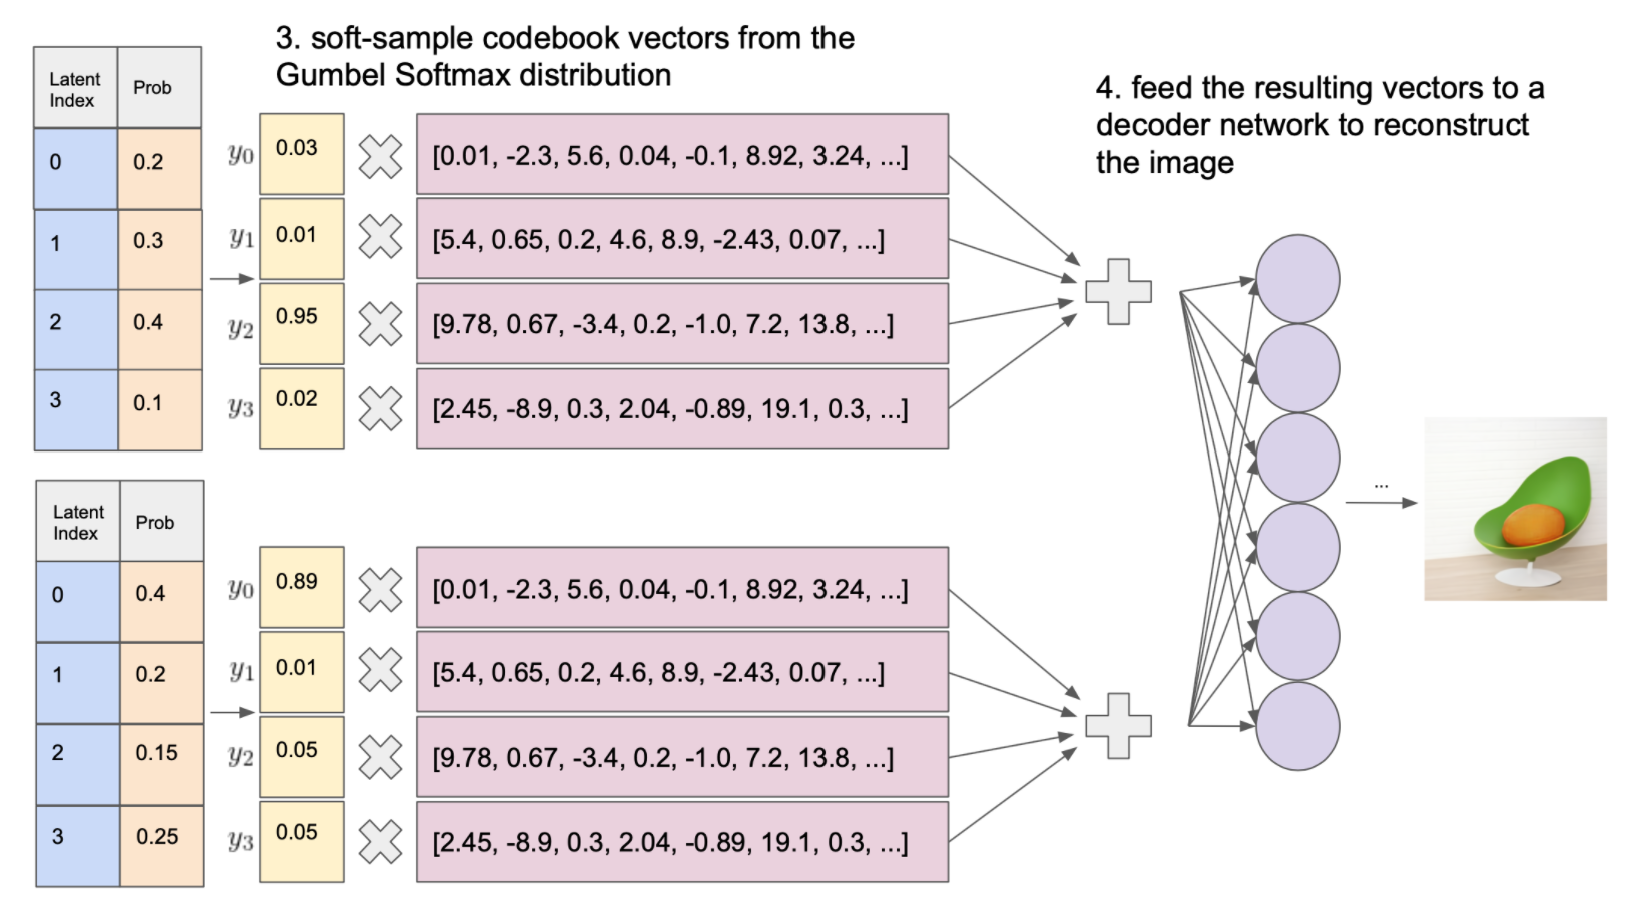 3. soft-sample codebook vectors from the
Gumbel Softmax distribution
4. feed the resulting vectors to a
decoder network to reconstruct
the image
Latent
Index
Prob
0 0.2
1 0.3
2 0.4
3 0.1
y0 0.03 [0.01, -2.3, 5.6, 0.04, -0.1, 8.92, 3.24, ...]
y1 0.01 [5.4, 0.65, 0.2, 4.6, 8.9, -2.43, 0.07, ...]
y2 0.95 [9.78, 0.67, -3.4, 0.2, -1.0, 7.2, 13.8, ...]
y3 0.02 [2.45, -8.9, 0.3, 2.04, -0.89, 19.1, 0.3, ...]
Latent
Index
Prob
0 0.4
1 0.2
2 0.15
3 0.25
y0 0.89 [0.01, -2.3, 5.6, 0.04, -0.1, 8.92, 3.24, ...]
y1 0.01 [5.4, 0.65, 0.2, 4.6, 8.9, -2.43, 0.07, ...]
y2 0.05 [9.78, 0.67, -3.4, 0.2, -1.0, 7.2, 13.8, ...]
y3 0.05 [2.45, -8.9, 0.3, 2.04, -0.89, 19.1, 0.3, ...]
...